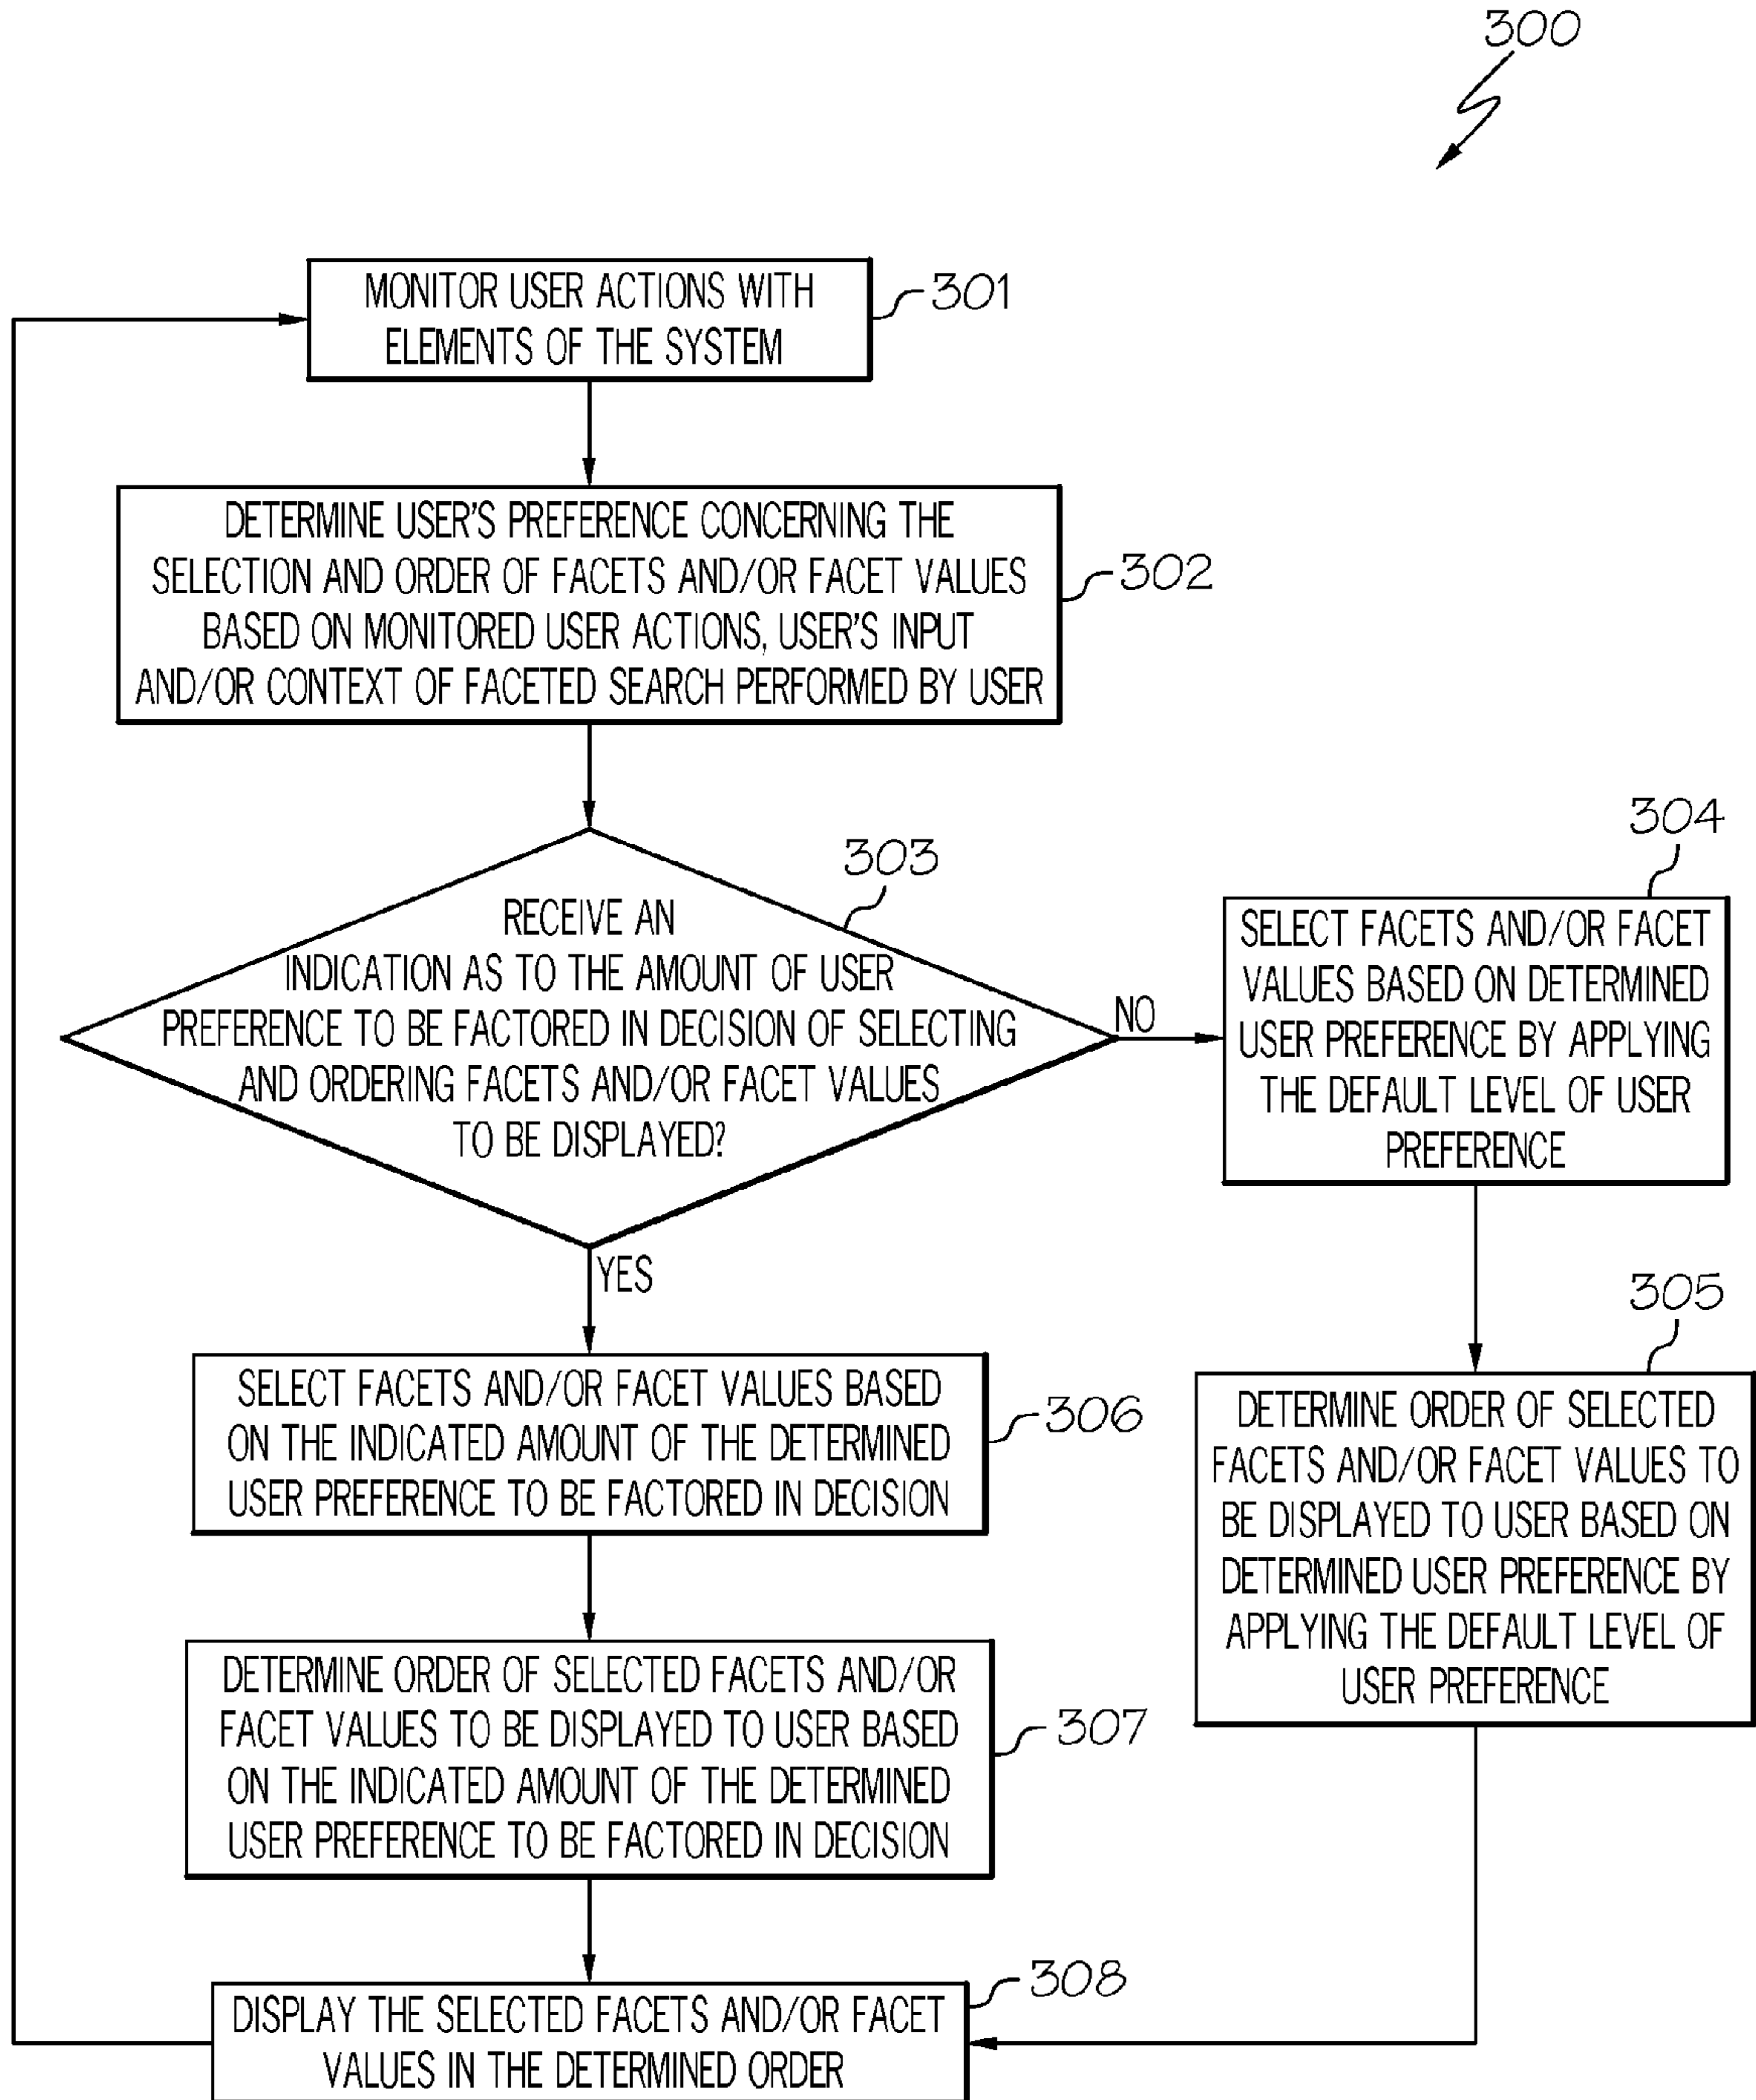 300
MONITOR USER ACTIONS WITH
ELEMENTS OF THE SYSTEM
301
DETERMINE USER'S PREFERENCE CONCERNING THE
SELECTION AND ORDER OF FACETS AND/OR FACET VALUES
BASED ON MONITORED USER ACTIONS, USER'S INPUT
AND/OR CONTEXT OF FACETED SEARCH PERFORMED BY USER
302
RECEIVE AN
INDICATION AS TO THE AMOUNT OF USER
PREFERENCE TO BE FACTORED IN DECISION OF SELECTING
AND ORDERING FACETS AND/OR FACET VALUES
TO BE DISPLAYED?
303
NO
YES
304
SELECT FACETS AND/OR FACET
VALUES BASED ON DETERMINED
USER PREFERENCE BY APPLYING
THE DEFAULT LEVEL OF USER
PREFERENCE
305
DETERMINE ORDER OF SELECTED
FACETS AND/OR FACET VALUES TO
BE DISPLAYED TO USER BASED ON
DETERMINED USER PREFERENCE BY
APPLYING THE DEFAULT LEVEL OF
USER PREFERENCE
SELECT FACETS AND/OR FACET VALUES BASED
ON THE INDICATED AMOUNT OF THE DETERMINED
USER PREFERENCE TO BE FACTORED IN DECISION
306
DETERMINE ORDER OF SELECTED FACETS AND/OR
FACET VALUES TO BE DISPLAYED TO USER BASED
ON THE INDICATED AMOUNT OF THE DETERMINED
USER PREFERENCE TO BE FACTORED IN DECISION
307
DISPLAY THE SELECTED FACETS AND/OR FACET
VALUES IN THE DETERMINED ORDER
308